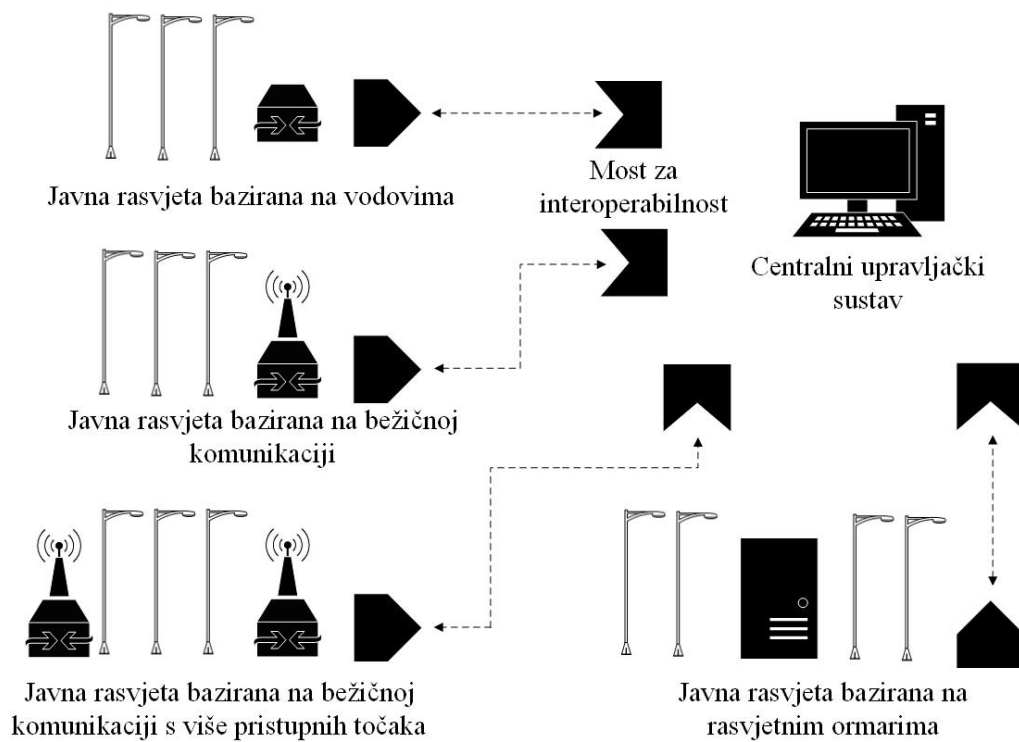 Javna rasvjeta bazirana na vodovima
Most za
interoperabilnost
Centralni upravljački
sustav
Javna rasvjeta bazirana na bežičnoj
komunikaciji
Javna rasvjeta bazirana na bežičnoj
komunikaciji s više pristupnih točaka
Javna rasvjeta bazirana na
rasvjetnim ormarima